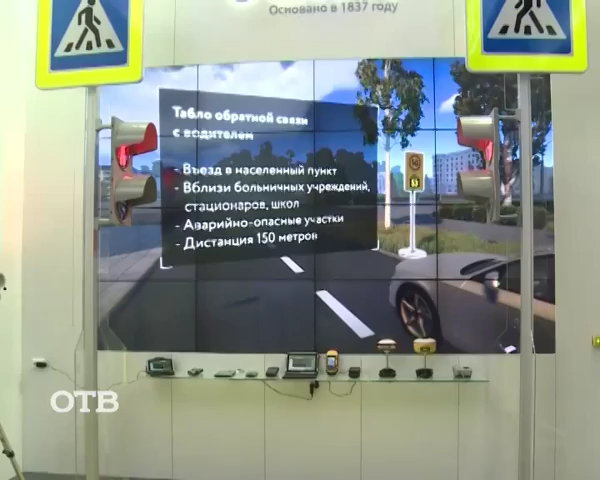 Основано в 1837 году
Табло обратной связи
с водителем
- Въезд в населенный пункт
- Вблизи больничных учреждений,
стационаров, школ
- Аварийно-опасные участки
- Дистанция 150 метров
53
ОТВ